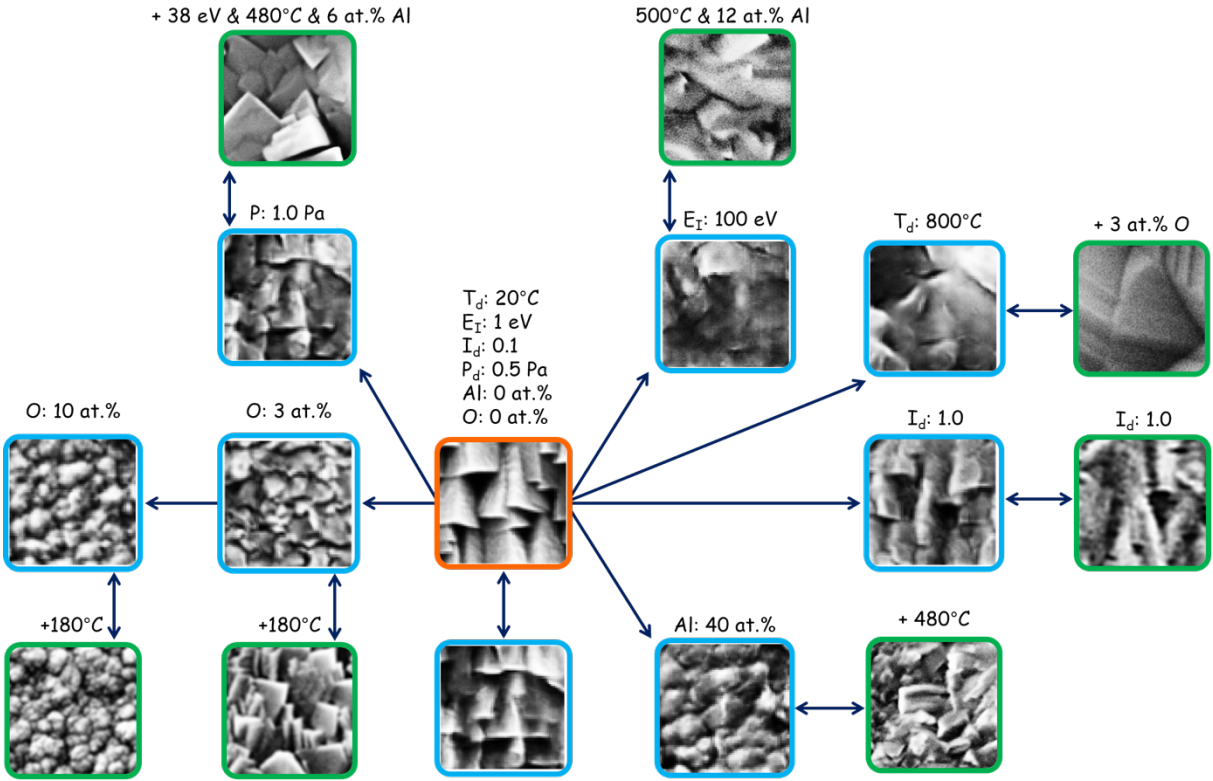 + 38 eV & 480°C & 6 at.% Al
500°C & 12 at.% Al
P: 1.0 Pa
E_I: 100 eV
T_d: 800°C
+ 3 at.% O
T_d: 20°C
E_I: 1 eV
I_d: 0.1
P_d: 0.5 Pa
Al: 0 at.%
O: 0 at.%
O: 10 at.%
O: 3 at.%
I_d: 1.0
I_d: 1.0
+180°C
+180°C
Al: 40 at.%
+ 480°C